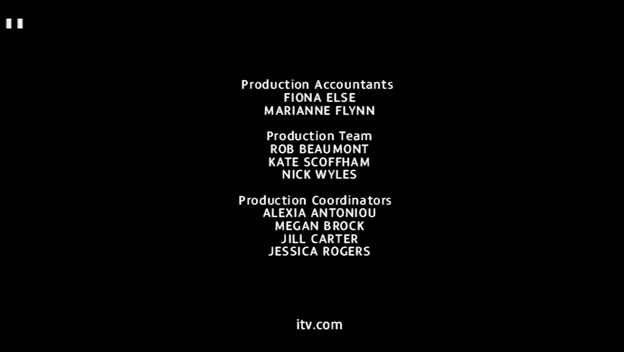 Production Accountants
FIONA ELSE
MARIANNE FLYNN
Production Team
ROB BEAUMONT
KATE SCOFFHAM
NICK WYLES
Production Coordinators
ALEXIA ANTONIOU
MEGAN BROCK
JILL CARTER
JESSICA ROGERS
itv.com